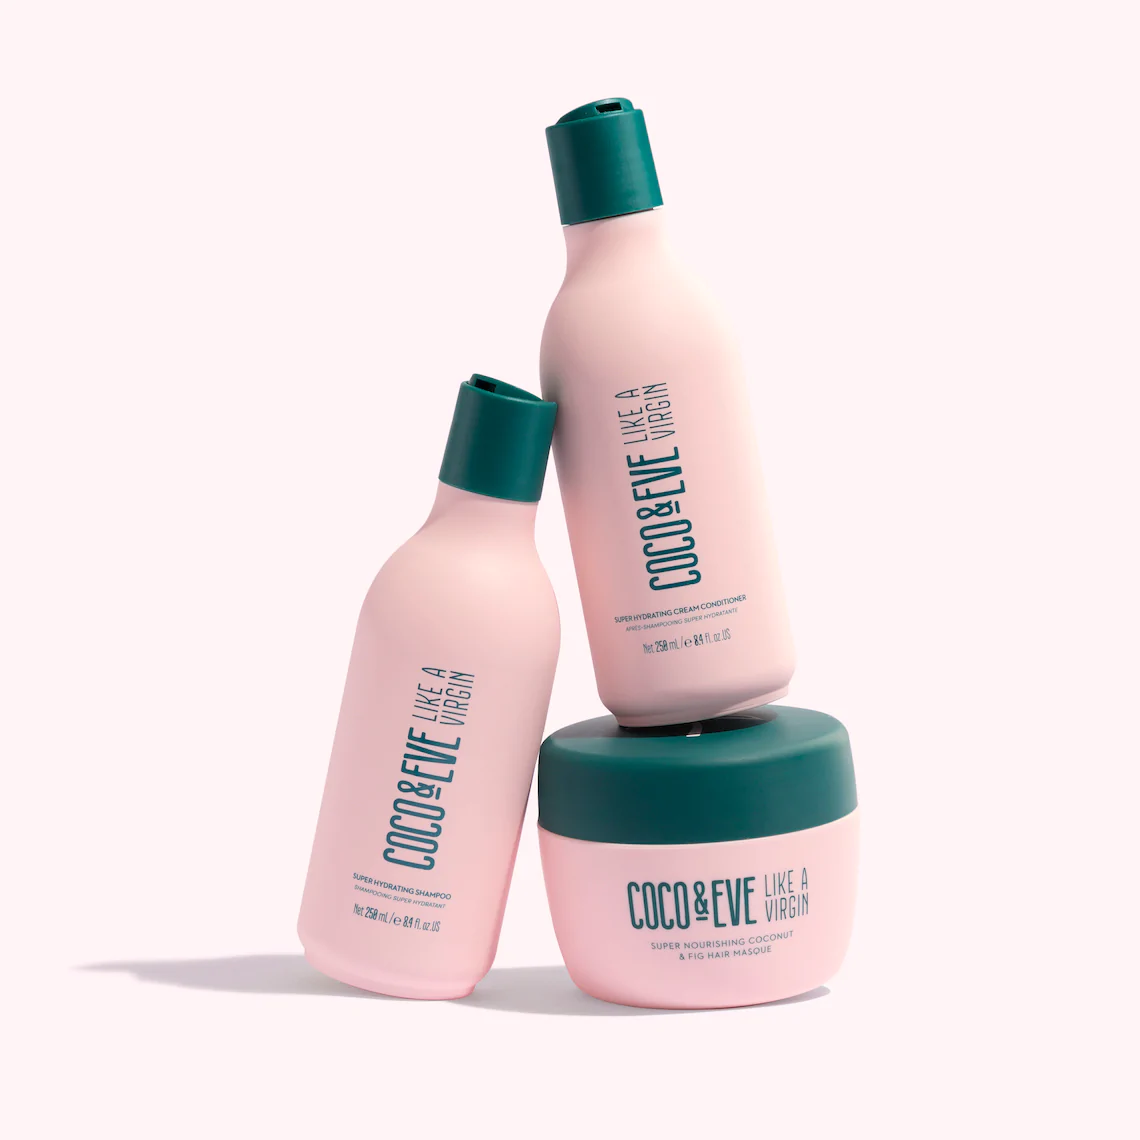 COCO & EVE LIKE A
VIRGIN
SUPER HYDRATING CREAM CONDITIONER
APRÈS-SHAMPOOING SUPER HYDRATANTE
Net 250 mL / ℮ 8.4 fl. oz. US
COCO & EVE LIKE A
VIRGIN
SUPER HYDRATING SHAMPOO
SHAMPOOING SUPER HYDRATANT
Net 250 mL / ℮ 8.4 fl. oz. US
COCO & EVE LIKE A
VIRGIN
SUPER NOURISHING COCONUT
& FIG HAIR MASQUE